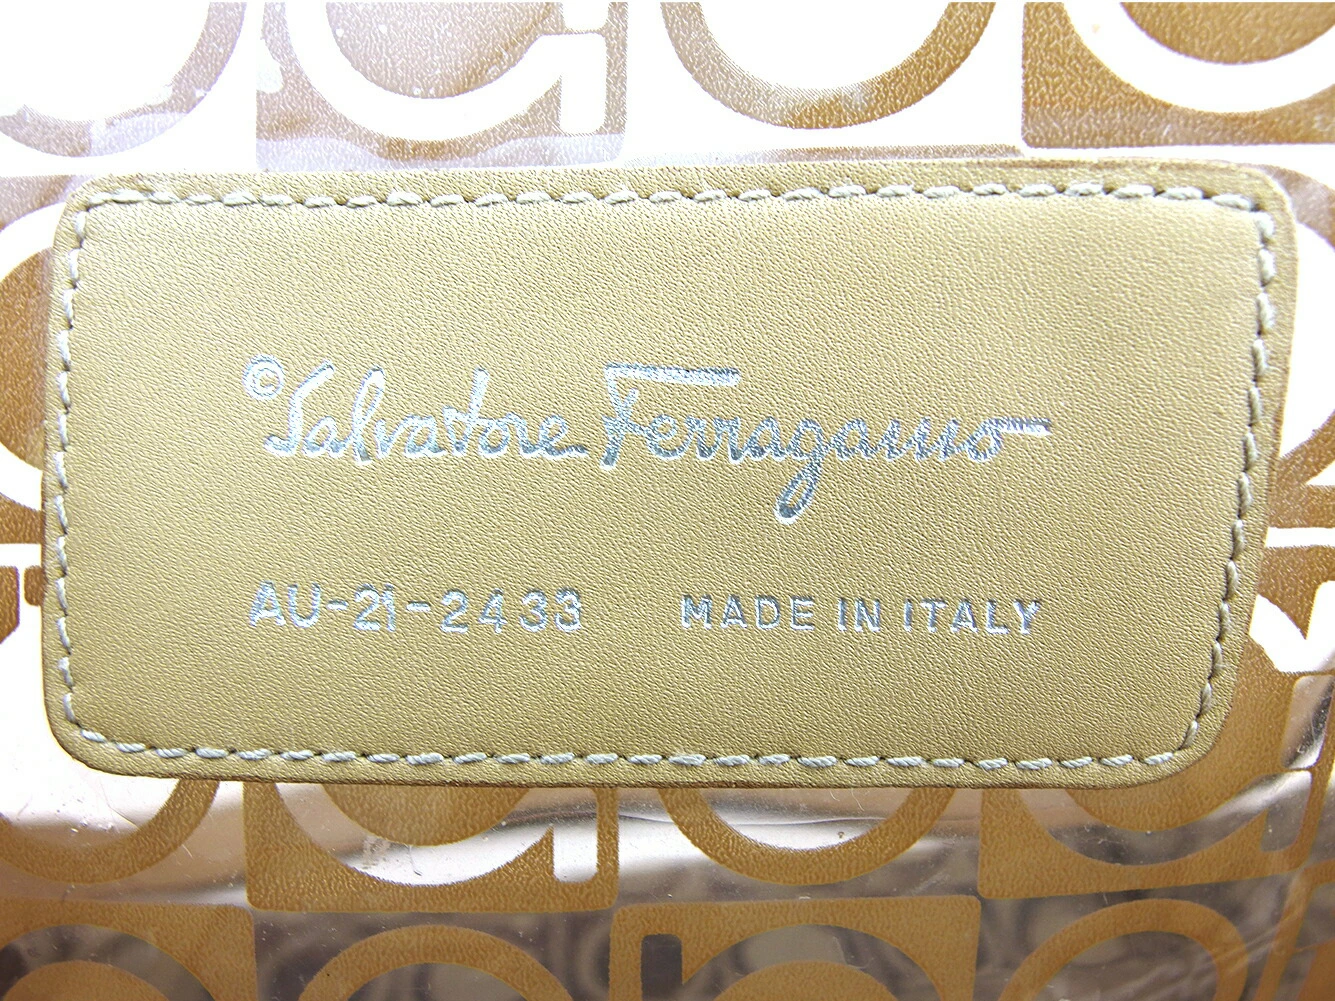 ©Salvatore Ferragamo
AU-21-2433 MADE IN ITALY